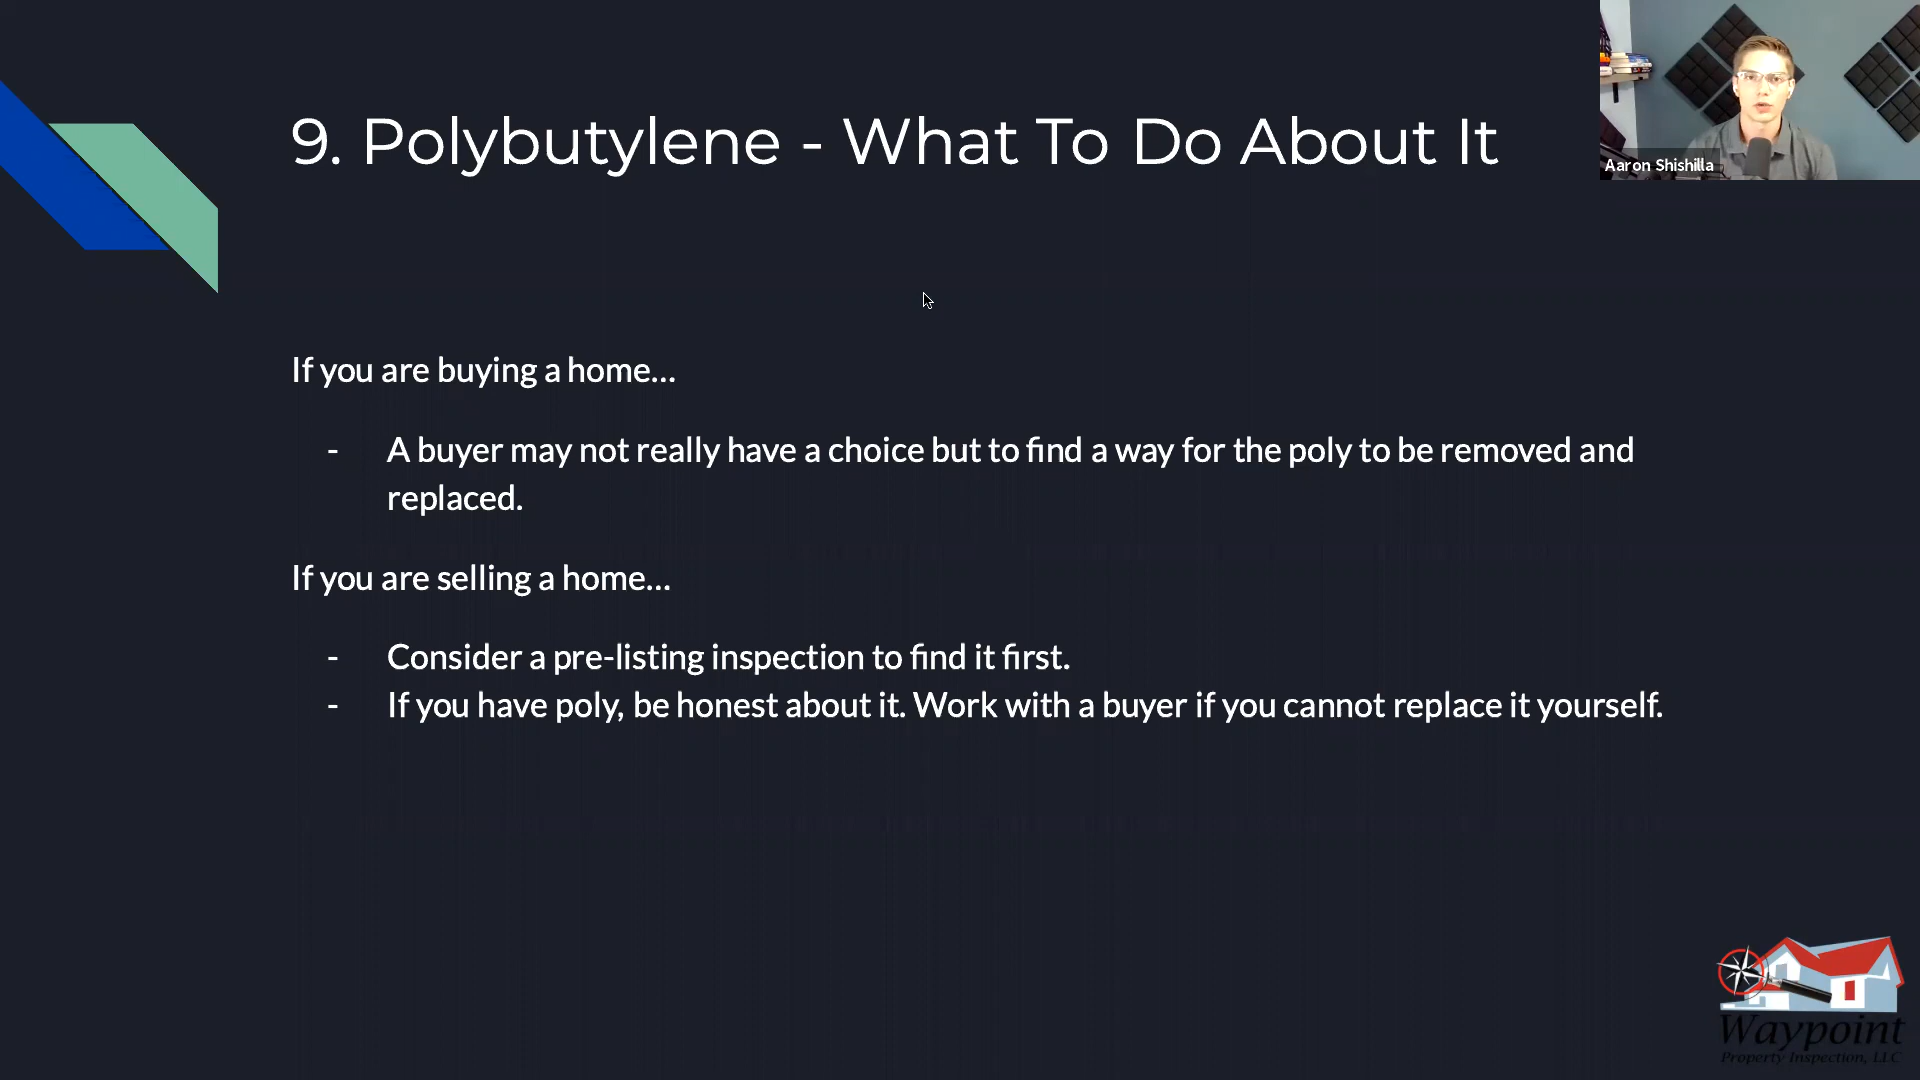 9. Polybutylene - What To Do About It
Aaron Shishilla
If you are buying a home...
- A buyer may not really have a choice but to find a way for the poly to be removed and
replaced.
If you are selling a home...
- Consider a pre-listing inspection to find it first.
- If you have poly, be honest about it. Work with a buyer if you cannot replace it yourself.
Waypoint
Property Inspection, LLC